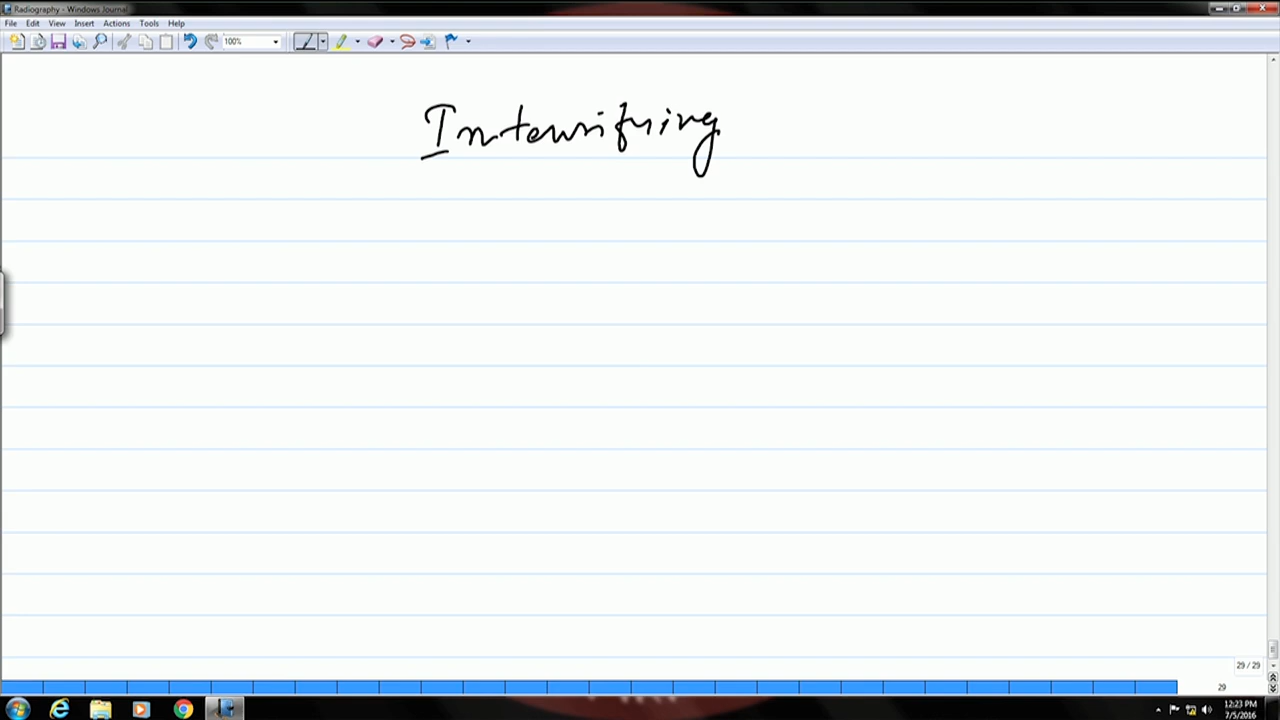 Radiography - Windows Journal
File Edit View Insert Actions Tools Help
100%
Intensifying
29 / 29
29
12:23 PM
7/5/2016